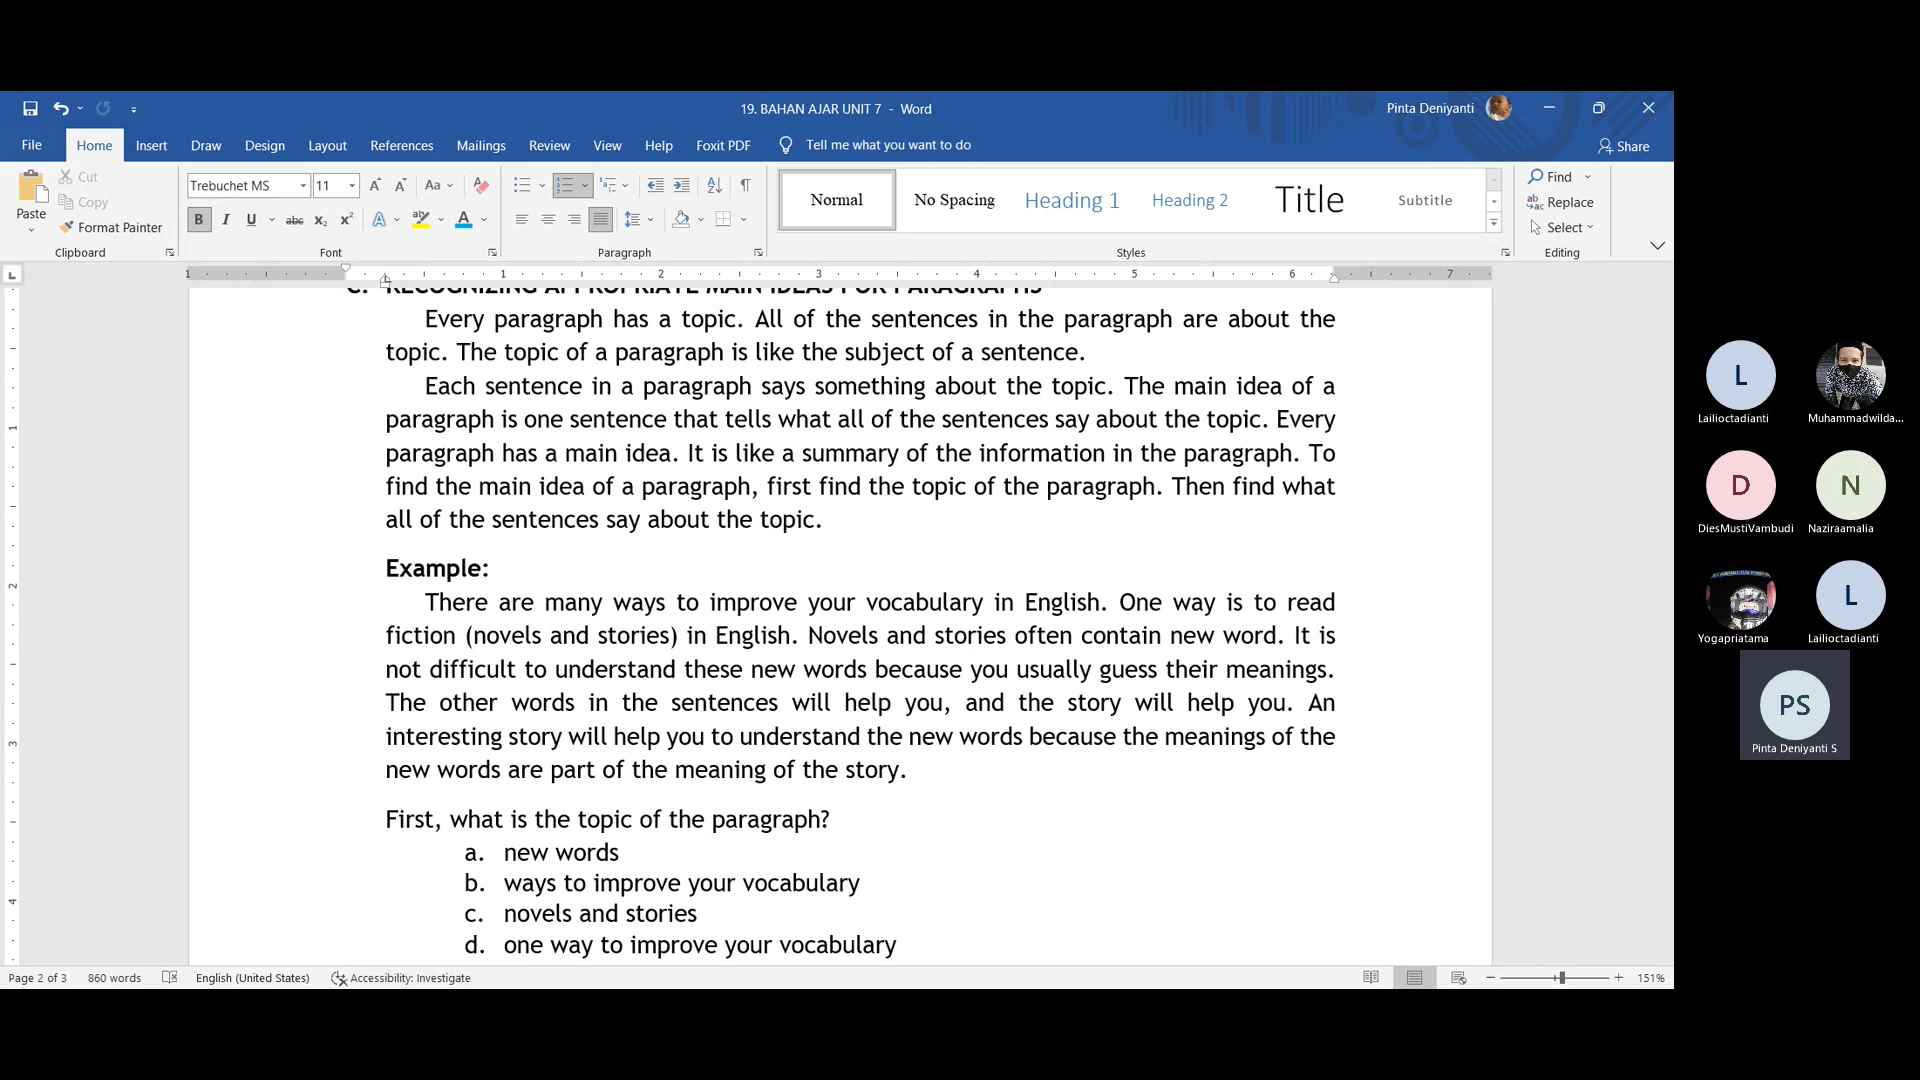 19. BAHAN AJAR UNIT 7 - Word
Pinta Deniyanti
File Home Insert Draw Design Layout References Mailings Review View Help Foxit PDF Tell me what you want to do Share
Paste
Cut
Copy
Format Painter
Clipboard
Trebuchet MS 11
Font
Paragraph
Normal No Spacing Heading 1 Heading 2 Title Subtitle
Styles
Find
Replace
Select
Editing
1 1 2 3 4 5 6 7
C. RECOGNIZING APPROPRIATE MAIN IDEAS FOR PARAGRAPHS
Every paragraph has a topic. All of the sentences in the paragraph are about the
topic. The topic of a paragraph is like the subject of a sentence.
Each sentence in a paragraph says something about the topic. The main idea of a
paragraph is one sentence that tells what all of the sentences say about the topic. Every
paragraph has a main idea. It is like a summary of the information in the paragraph. To
find the main idea of a paragraph, first find the topic of the paragraph. Then find what
all of the sentences say about the topic.
Example:
There are many ways to improve your vocabulary in English. One way is to read
fiction (novels and stories) in English. Novels and stories often contain new word. It is
not difficult to understand these new words because you usually guess their meanings.
The other words in the sentences will help you, and the story will help you. An
interesting story will help you to understand the new words because the meanings of the
new words are part of the meaning of the story.
First, what is the topic of the paragraph?
a. new words
b. ways to improve your vocabulary
c. novels and stories
d. one way to improve your vocabulary
Page 2 of 3 860 words English (United States) Accessibility: Investigate 151%
L
Lailioctadianti
Muhammadwilda...
D
DiesMustiVambudi
N
Naziraamalia
Yogapriatama
L
Lailioctadianti
PS
Pinta Deniyanti S